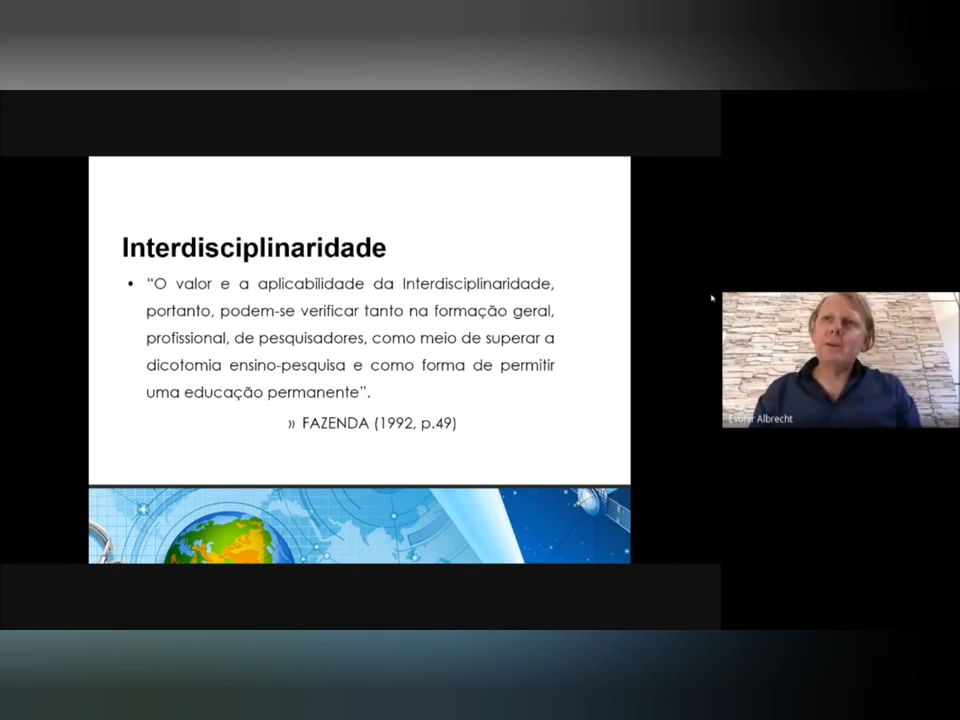 Interdisciplinaridade
• “O valor e a aplicabilidade da Interdisciplinaridade,
portanto, podem-se verificar tanto na formação geral,
profissional, de pesquisadores, como meio de superar a
dicotomia ensino-pesquisa e como forma de permitir
uma educação permanente”.
» FAZENDA (1992, p.49)
Evonir Albrecht